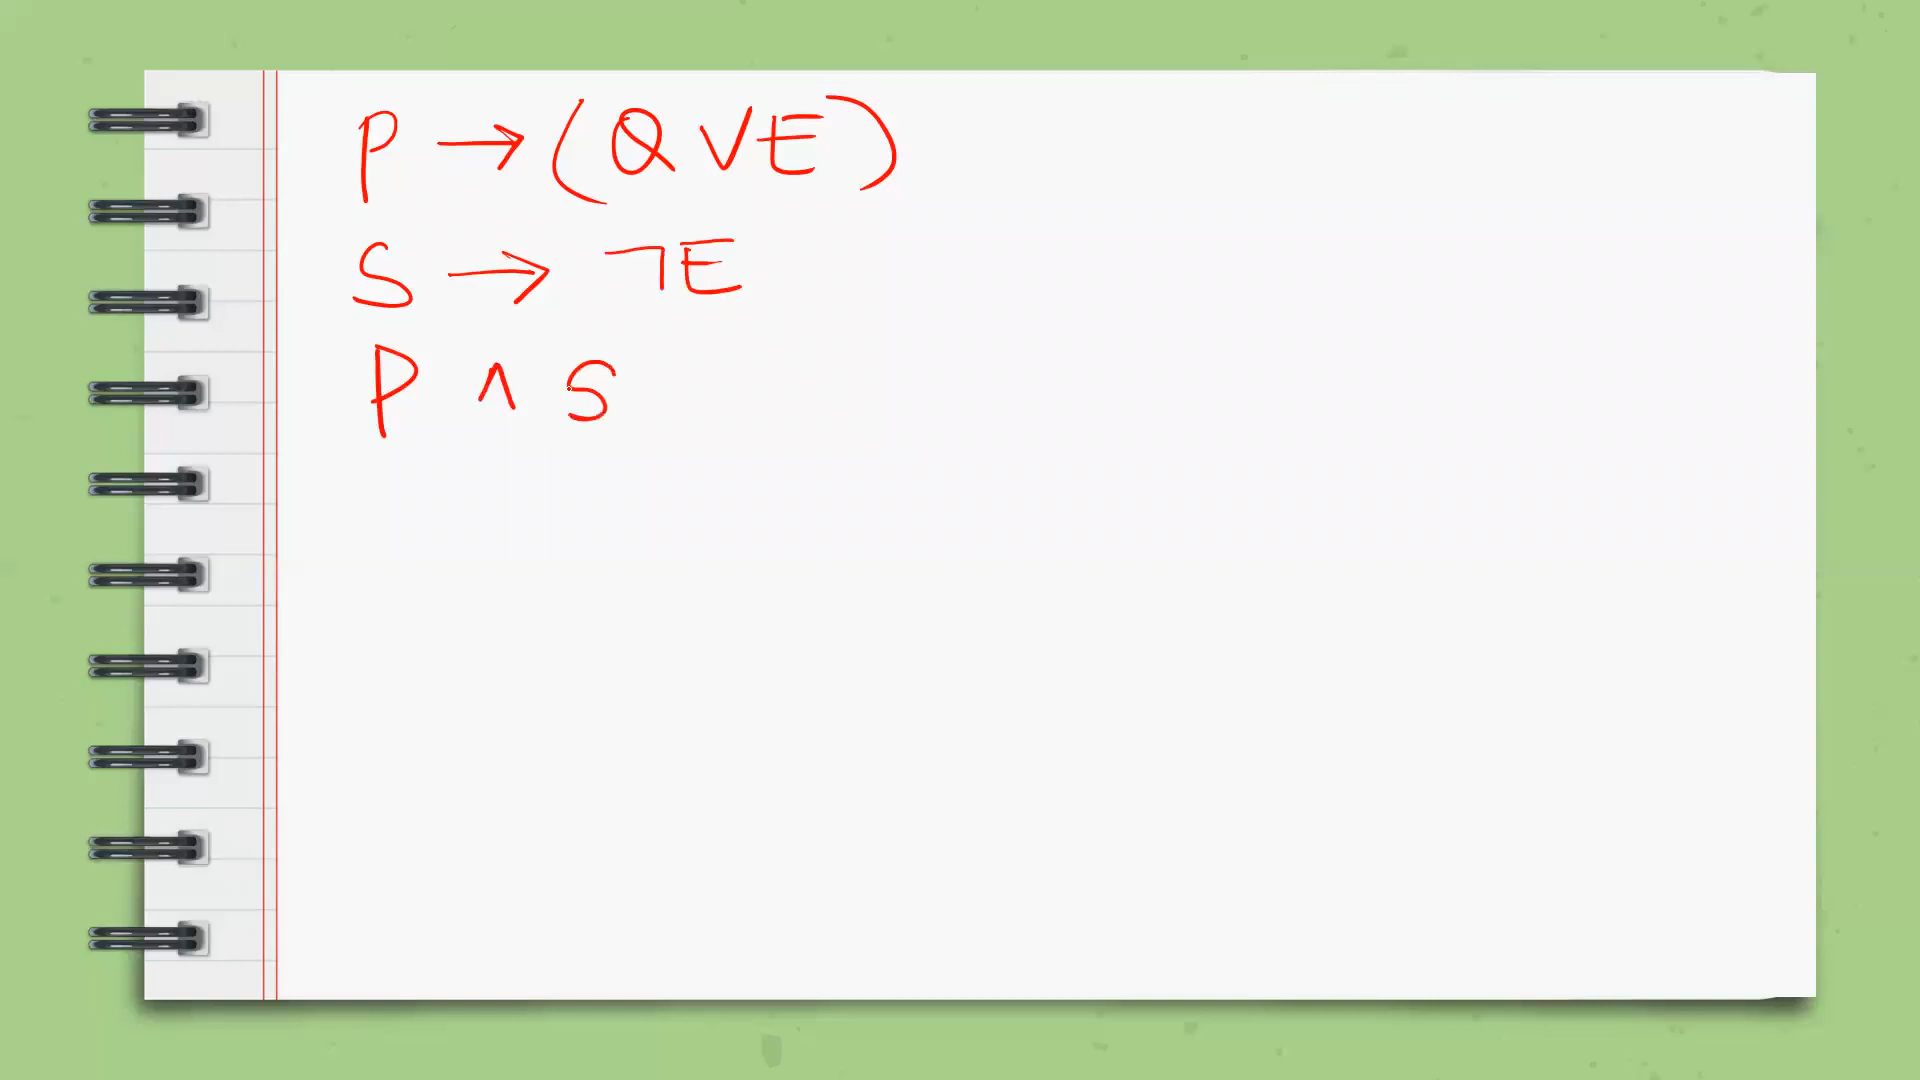 P → (Q ∨ E)
S → ¬E
P ∧ S